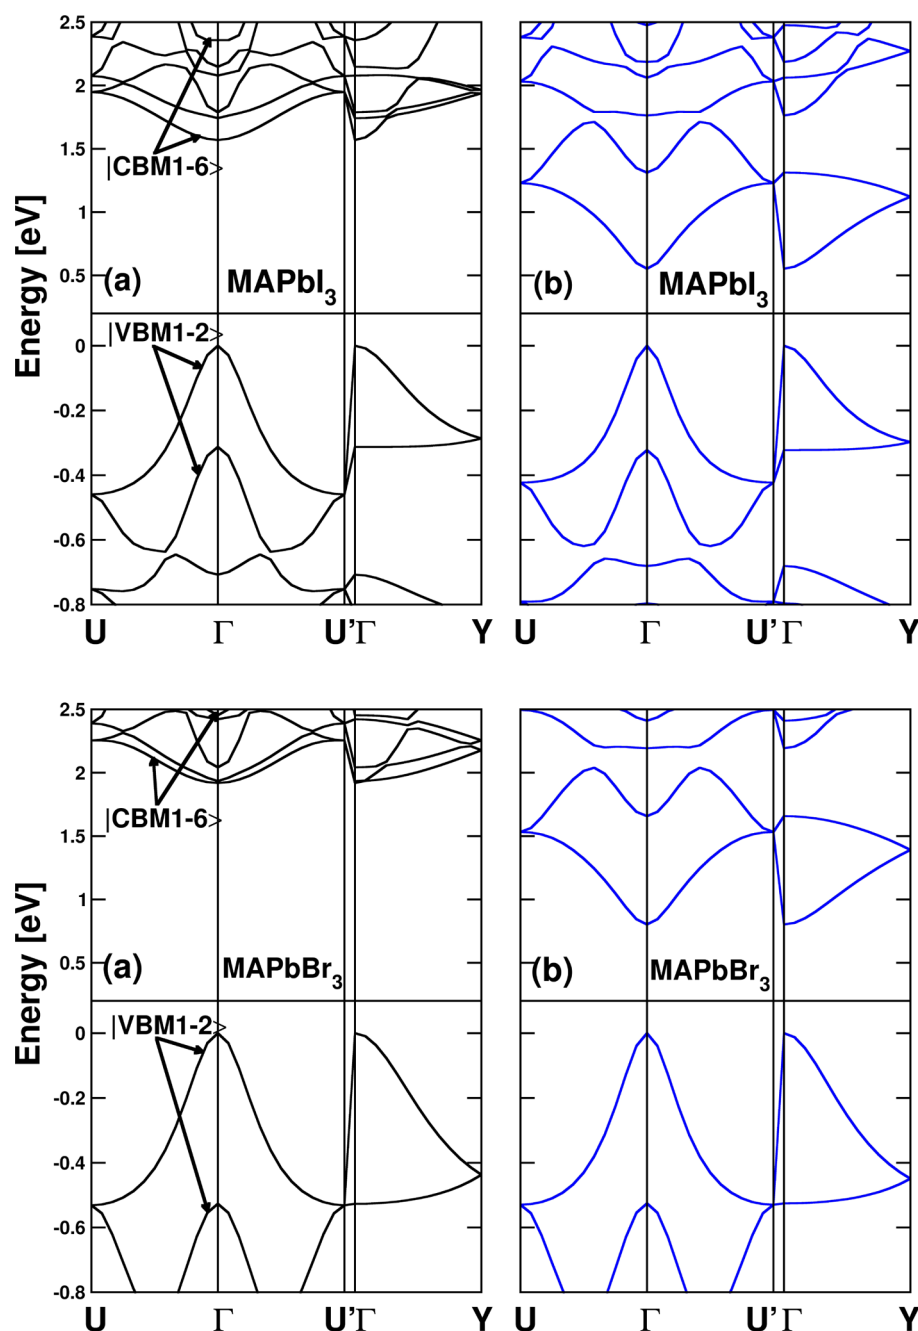 2.5
2
1.5
1
0.5
0
-0.2
-0.4
-0.6
-0.8
Energy [eV]
|CBM1-6>
(a)
MAPbI3
|VBM1-2>
U Γ U' Γ Y
(b)
MAPbI3
U Γ U' Γ Y
2.5
2
1.5
1
0.5
0
-0.2
-0.4
-0.6
-0.8
Energy [eV]
|CBM1-6>
(a)
MAPbBr3
|VBM1-2>
U Γ U' Γ Y
(b)
MAPbBr3
U Γ U' Γ Y